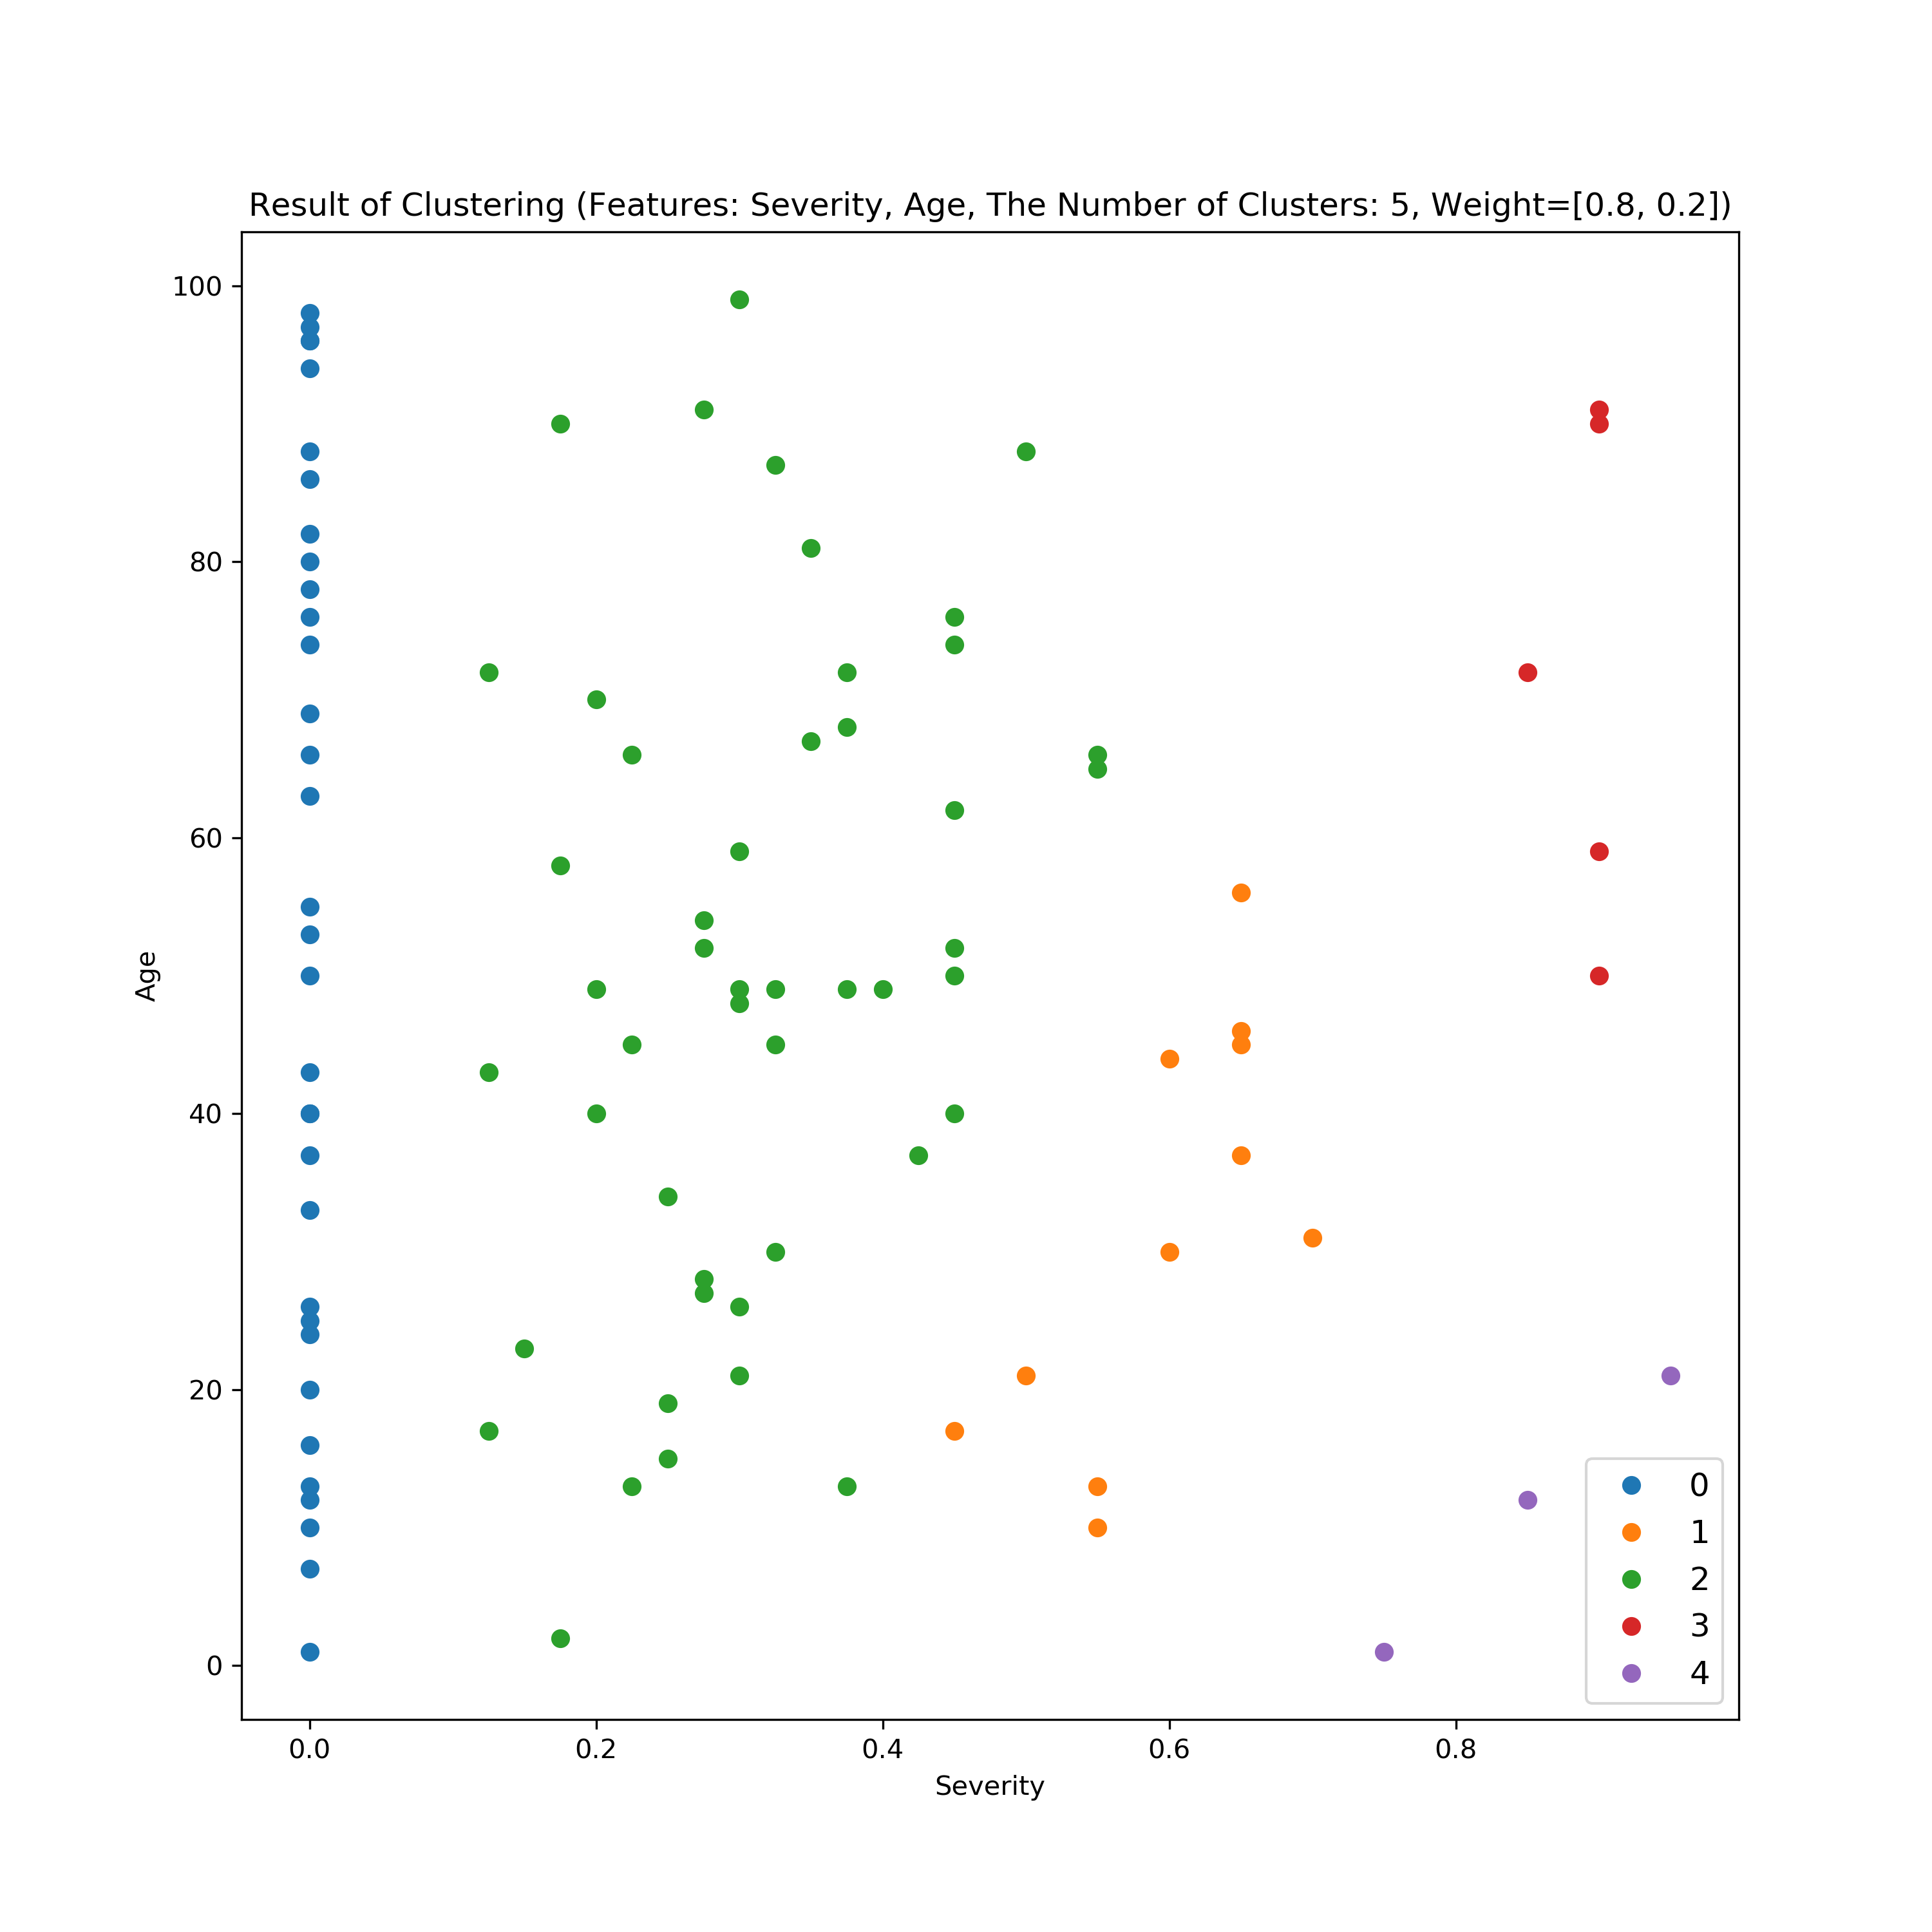 Result of Clustering (Features: Severity, Age, The Number of Clusters: 5, Weight=[0.8, 0.2])
100
80
60
40
20
0
Age
0.0 0.2 0.4 0.6 0.8
Severity
0
1
2
3
4